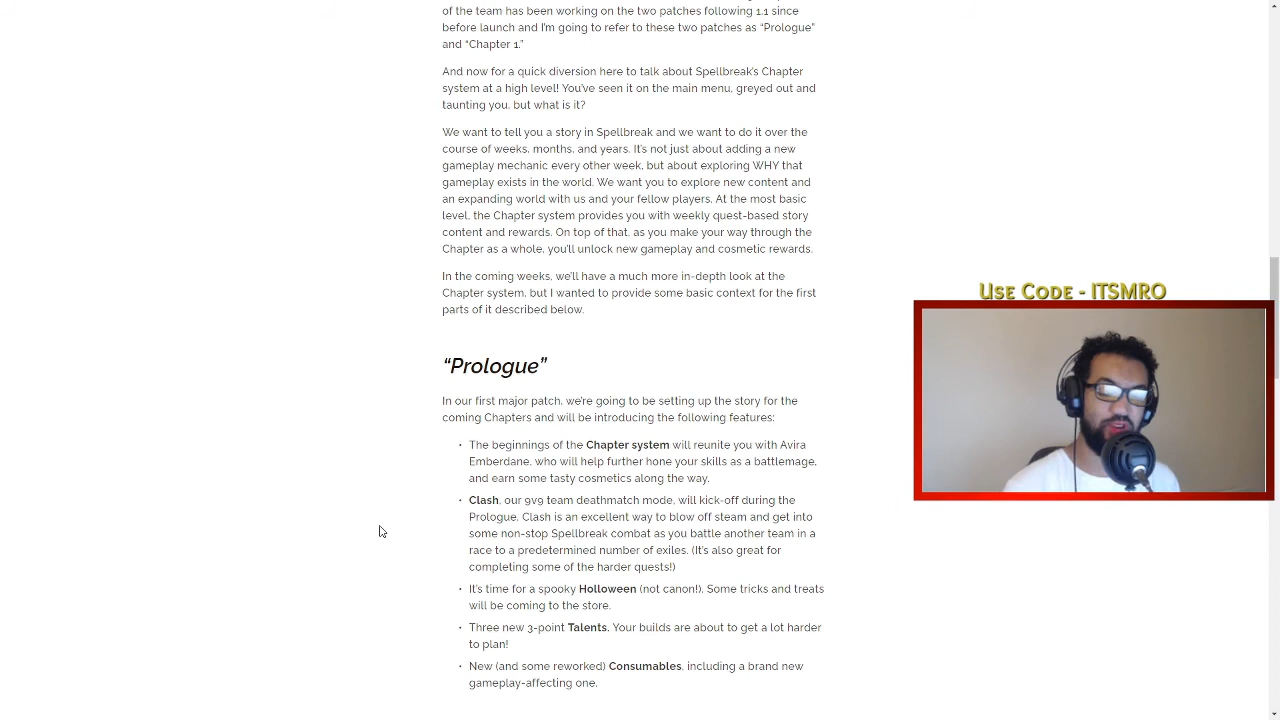 of the team has been working on the two patches following 1.1 since
before launch and I'm going to refer to these two patches as “Prologue”
and “Chapter 1.”
And now for a quick diversion here to talk about Spellbreak's Chapter
system at a high level! You've seen it on the main menu, greyed out and
taunting you, but what is it?
We want to tell you a story in Spellbreak and we want to do it over the
course of weeks, months, and years. It's not just about adding a new
gameplay mechanic every other week, but about exploring WHY that
gameplay exists in the world. We want you to explore new content and
an expanding world with us and your fellow players. At the most basic
level, the Chapter system provides you with weekly quest-based story
content and rewards. On top of that, as you make your way through the
Chapter as a whole, you'll unlock new gameplay and cosmetic rewards.
In the coming weeks, we'll have a much more in-depth look at the
Chapter system, but I wanted to provide some basic context for the first
parts of it described below.
USE CODE - ITSMRO
“Prologue”
In our first major patch, we're going to be setting up the story for the
coming Chapters and will be introducing the following features:
• The beginnings of the Chapter system will reunite you with Avira
Emberdane, who will help further hone your skills as a battlemage,
and earn some tasty cosmetics along the way.
• Clash, our 9v9 team deathmatch mode, will kick-off during the
Prologue. Clash is an excellent way to blow off steam and get into
some non-stop Spellbreak combat as you battle another team in a
race to a predetermined number of exiles. (It's also great for
completing some of the harder quests!)
• It's time for a spooky Holloween (not canon!). Some tricks and treats
will be coming to the store.
• Three new 3-point Talents. Your builds are about to get a lot harder
to plan!
• New (and some reworked) Consumables, including a brand new
gameplay-affecting one.